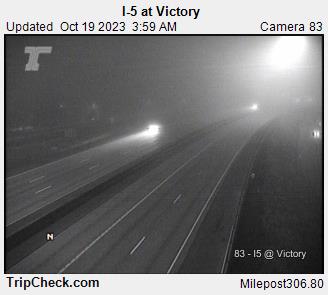 I-5 at Victory
Updated Oct 19 2023 3:59 AM Camera 83
T
N
83 - I5 @ Victory
TripCheck.com Milepost306.80